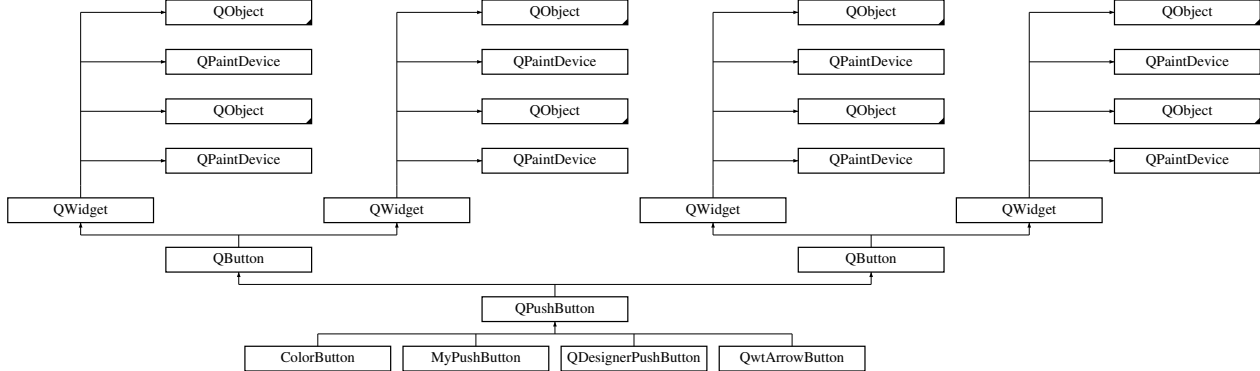 QObject QObject QObject QObject
QPaintDevice QPaintDevice QPaintDevice QPaintDevice
QObject QObject QObject QObject
QPaintDevice QPaintDevice QPaintDevice QPaintDevice
QWidget QWidget QWidget QWidget
QButton QButton
QPushButton
ColorButton MyPushButton QDesignerPushButton QwtArrowButton